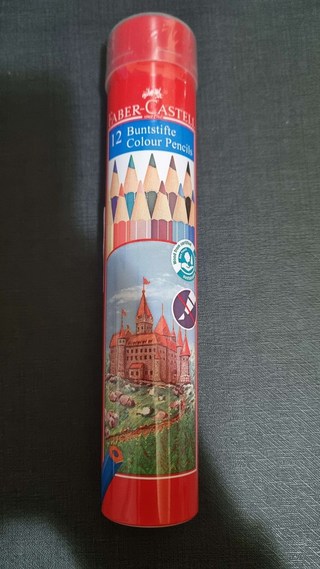 FABER-CASTELL
12 Buntstifte
Colour Pencils